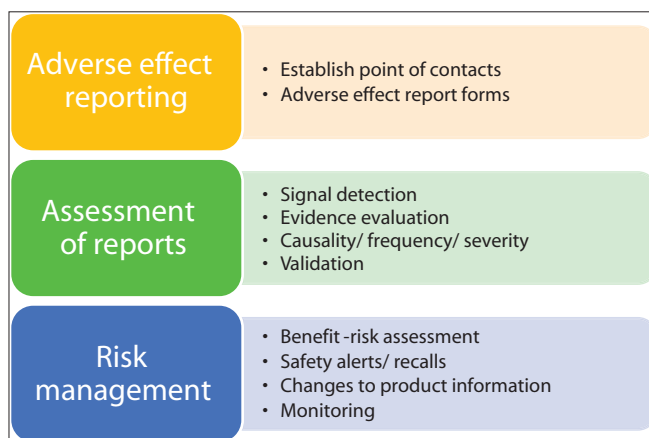 Adverse effect
reporting
• Establish point of contacts
• Adverse effect report forms
Assessment
of reports
• Signal detection
• Evidence evaluation
• Causality/ frequency/ severity
• Validation
Risk
management
• Benefit -risk assessment
• Safety alerts/ recalls
• Changes to product information
• Monitoring